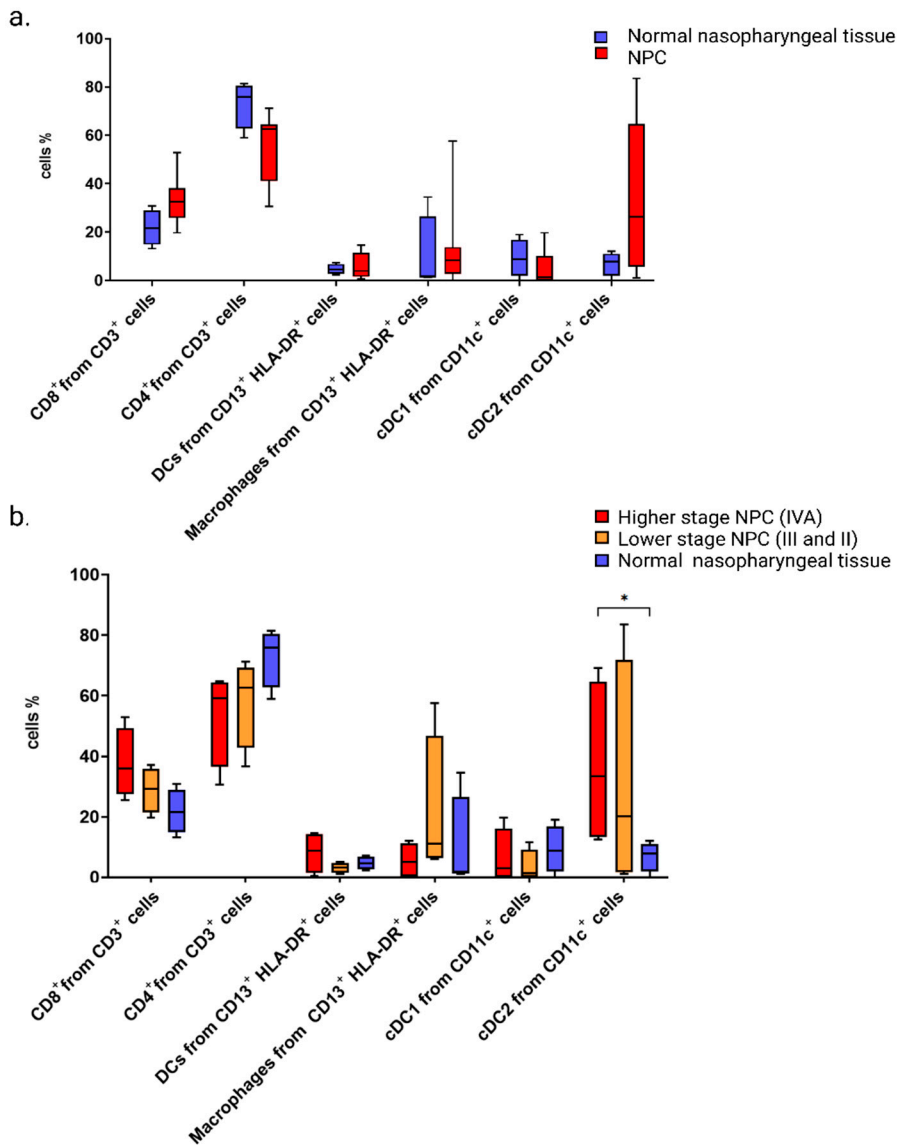 a.
Normal nasopharyngeal tissue
NPC
100
80
60
40
20
0
cells %
CD8⁺from CD3⁺ cells
CD4⁺from CD3⁺ cells
DCs from CD13⁺ HLA-DR⁺ cells
Macrophages from CD13⁺ HLA-DR⁺ cells
cDC1 from CD11c⁺ cells
cDC2 from CD11c⁺ cells
b.
Higher stage NPC (IVA)
Lower stage NPC (III and II)
Normal nasopharyngeal tissue
*
100
80
60
40
20
0
cells %
CD8⁺from CD3⁺ cells
CD4⁺from CD3⁺ cells
DCs from CD13⁺ HLA-DR⁺ cells
Macrophages from CD13⁺ HLA-DR⁺ cells
cDC1 from CD11c⁺ cells
cDC2 from CD11c⁺ cells